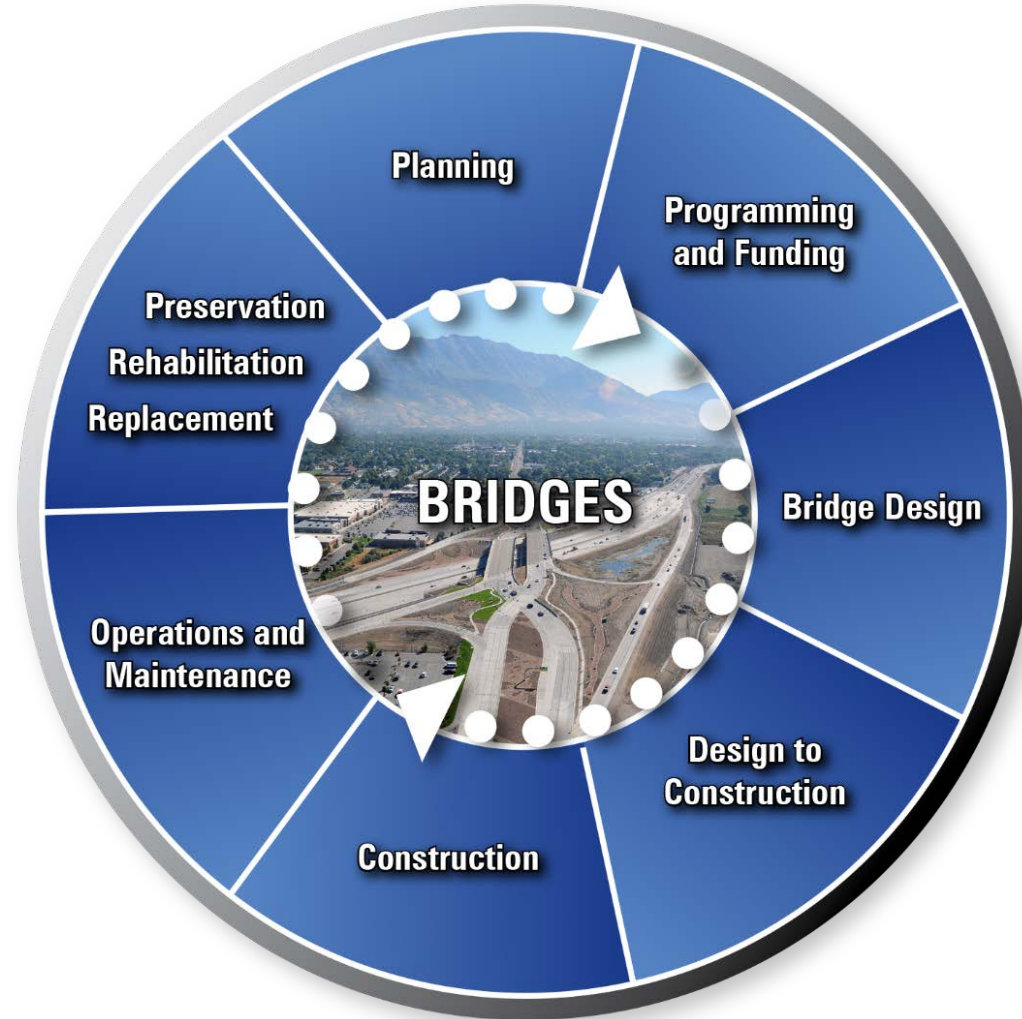 Planning
Programming
and Funding
Bridge Design
Design to
Construction
Construction
Operations and
Maintenance
Preservation
Rehabilitation
Replacement
BRIDGES